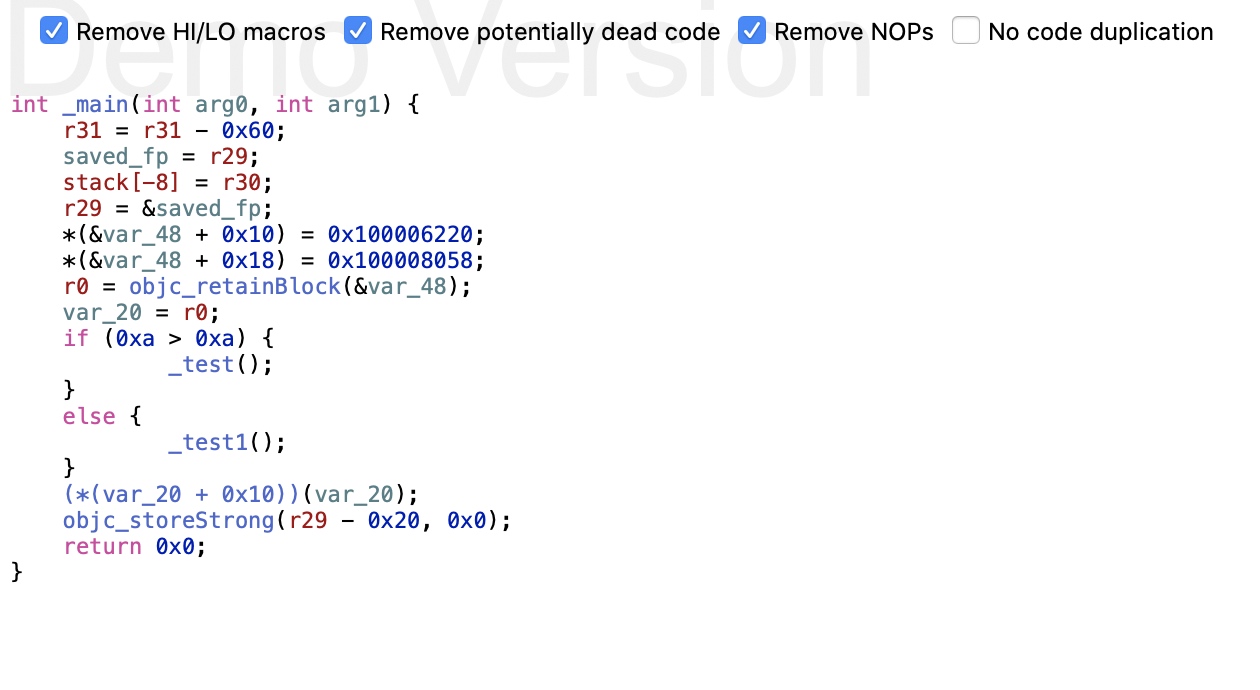 Demo Version
Remove HI/LO macros Remove potentially dead code Remove NOPs No code duplication
int _main(int arg0, int arg1) {
    r31 = r31 - 0x60;
    saved_fp = r29;
    stack[-8] = r30;
    r29 = &saved_fp;
    *(&var_48 + 0x10) = 0x100006220;
    *(&var_48 + 0x18) = 0x100008058;
    r0 = objc_retainBlock(&var_48);
    var_20 = r0;
    if (0xa > 0xa) {
            _test();
    }
    else {
            _test1();
    }
    (*(var_20 + 0x10))(var_20);
    objc_storeStrong(r29 - 0x20, 0x0);
    return 0x0;
}